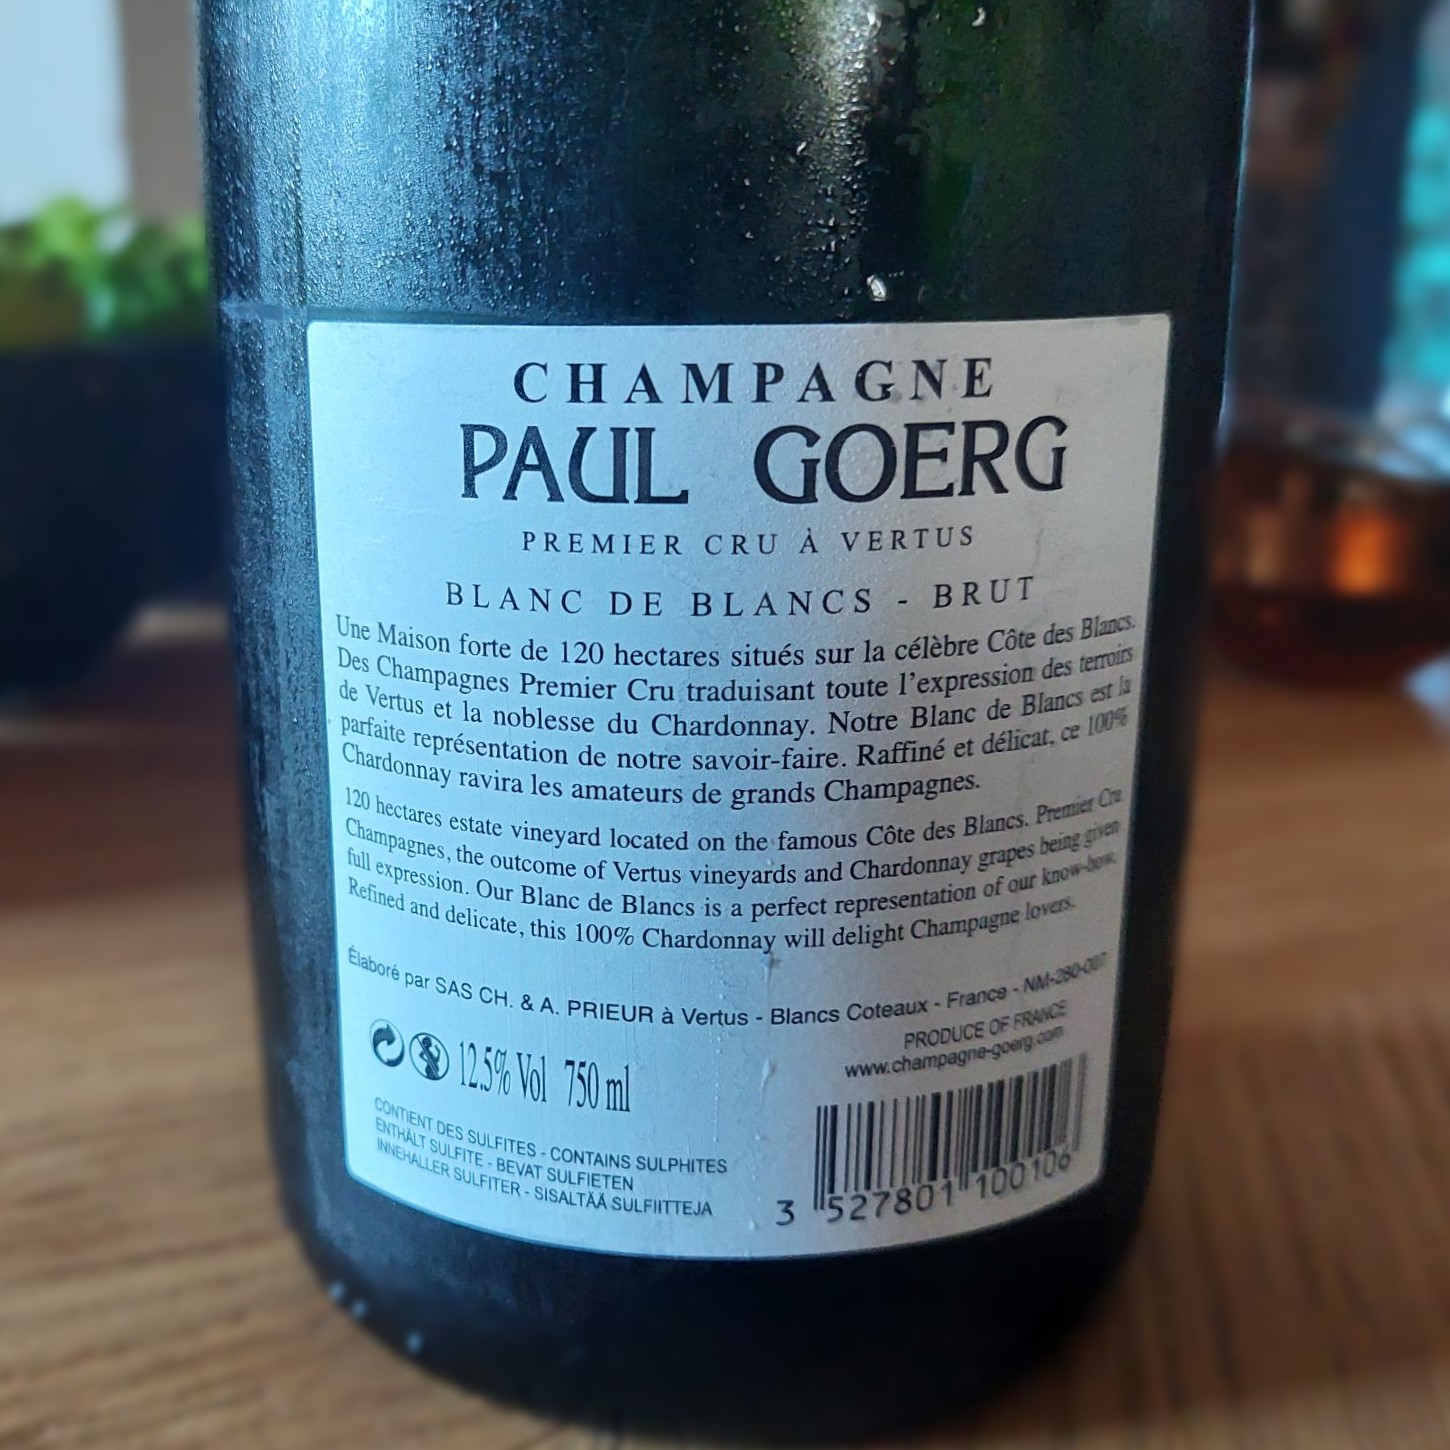 CHAMPAGNE
PAUL GOERG
PREMIER CRU À VERTUS
BLANC DE BLANCS - BRUT
Une Maison forte de 120 hectares situés sur la célèbre Côte des Blancs.
Des Champagnes Premier Cru traduisant toute l'expression des terroirs
de Vertus et la noblesse du Chardonnay. Notre Blanc de Blancs est la
parfaite représentation de notre savoir-faire. Raffiné et délicat, ce 100%
Chardonnay ravira les amateurs de grands Champagnes.
120 hectares estate vineyard located on the famous Côte des Blancs. Premier Cru
Champagnes, the outcome of Vertus vineyards and Chardonnay grapes being given
full expression. Our Blanc de Blancs is a perfect representation of our know-how.
Refined and delicate, this 100% Chardonnay will delight Champagne lovers.
Élaboré par SAS CH. & A. PRIEUR à Vertus - Blancs Coteaux - France - NM-280-007
PRODUCE OF FRANCE
www.champagne-goerg.com
12.5% Vol 750 ml
CONTIENT DES SULFITES - CONTAINS SULPHITES
ENTHÄLT SULFITE - BEVAT SULFIETEN
INNEHALLER SULFITER - SISALTÄÄ SULFIITTEJA
3 527801 100106